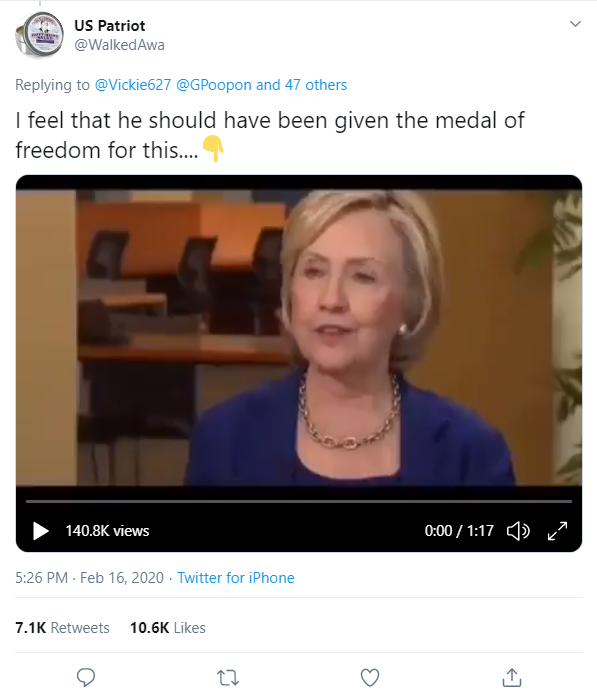 US Patriot
@WalkedAwa
Replying to @Vickie627 @GPoopon and 47 others
I feel that he should have been given the medal of
freedom for this....👇
140.8K views
0:00 / 1:17
5:26 PM · Feb 16, 2020 · Twitter for iPhone
7.1K Retweets 10.6K Likes